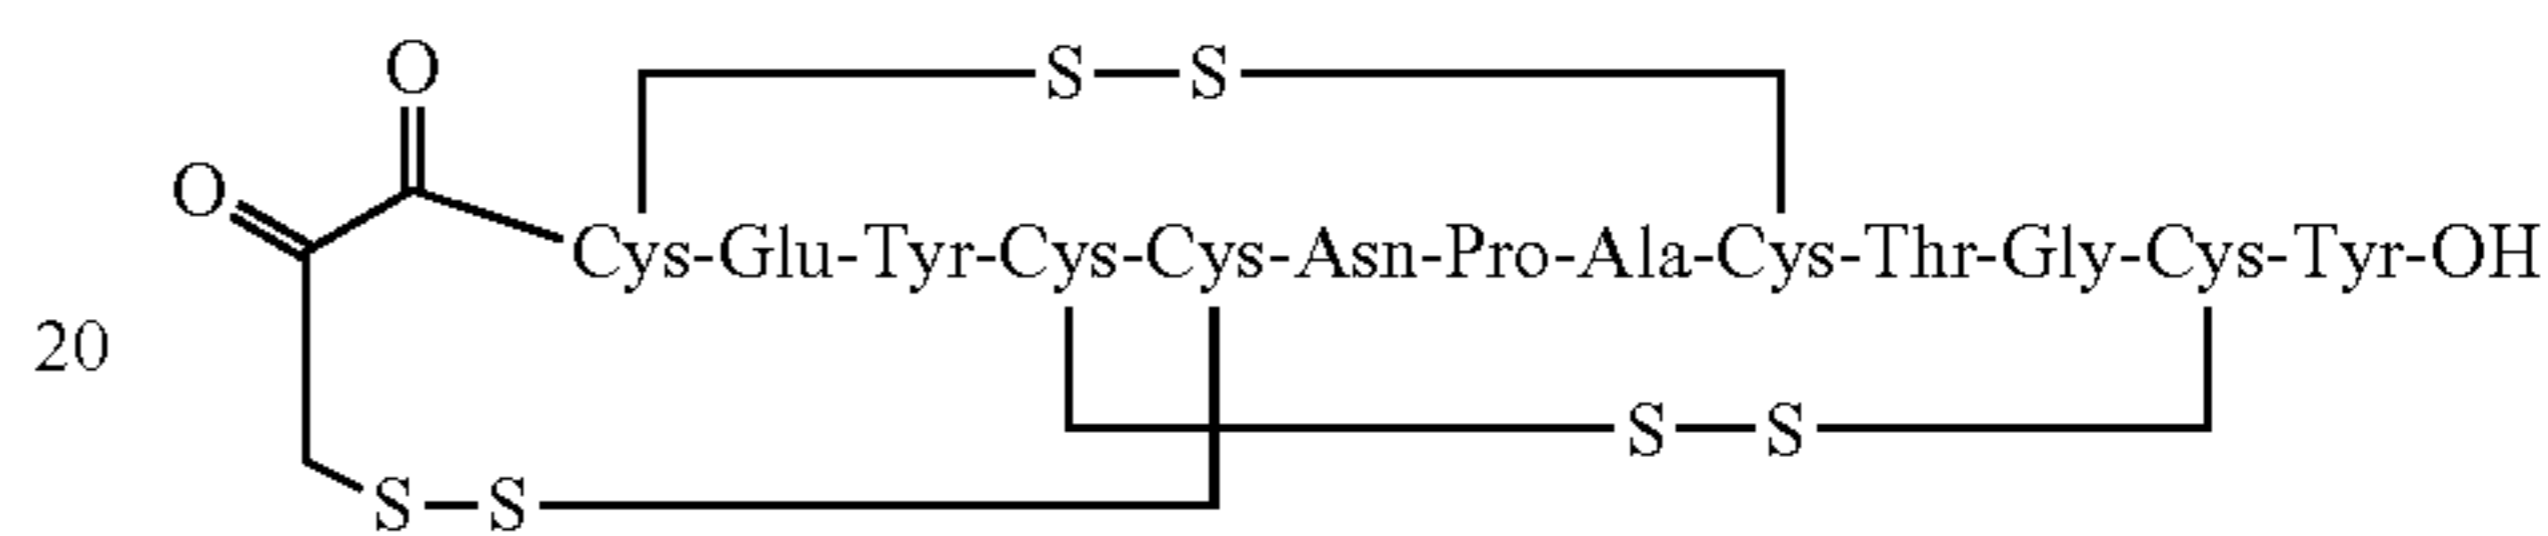 O
S—S
O
Cys-Glu-Tyr-Cys-Cys-Asn-Pro-Ala-Cys-Thr-Gly-Cys-Tyr-OH
20
S—S
S—S